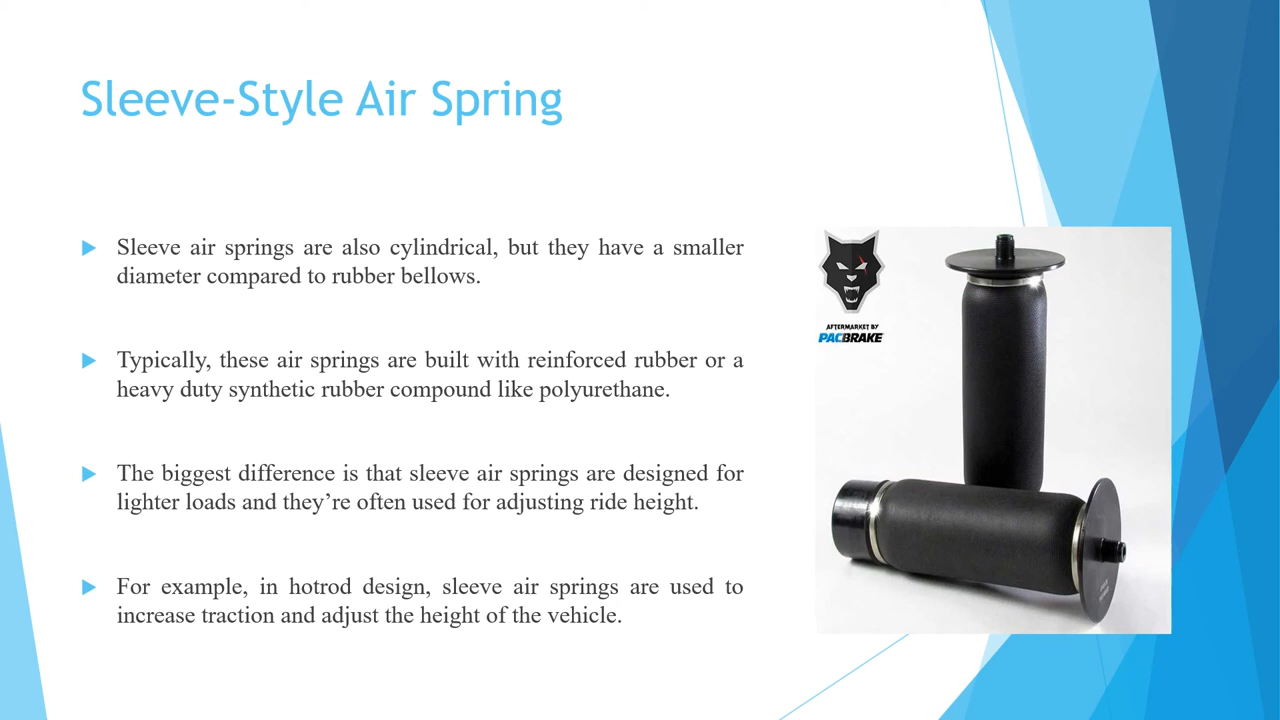 Sleeve-Style Air Spring
Sleeve air springs are also cylindrical, but they have a smaller
diameter compared to rubber bellows.
Typically, these air springs are built with reinforced rubber or a
heavy duty synthetic rubber compound like polyurethane.
The biggest difference is that sleeve air springs are designed for
lighter loads and they’re often used for adjusting ride height.
For example, in hotrod design, sleeve air springs are used to
increase traction and adjust the height of the vehicle.
AFTERMARKET BY
PACBRAKE